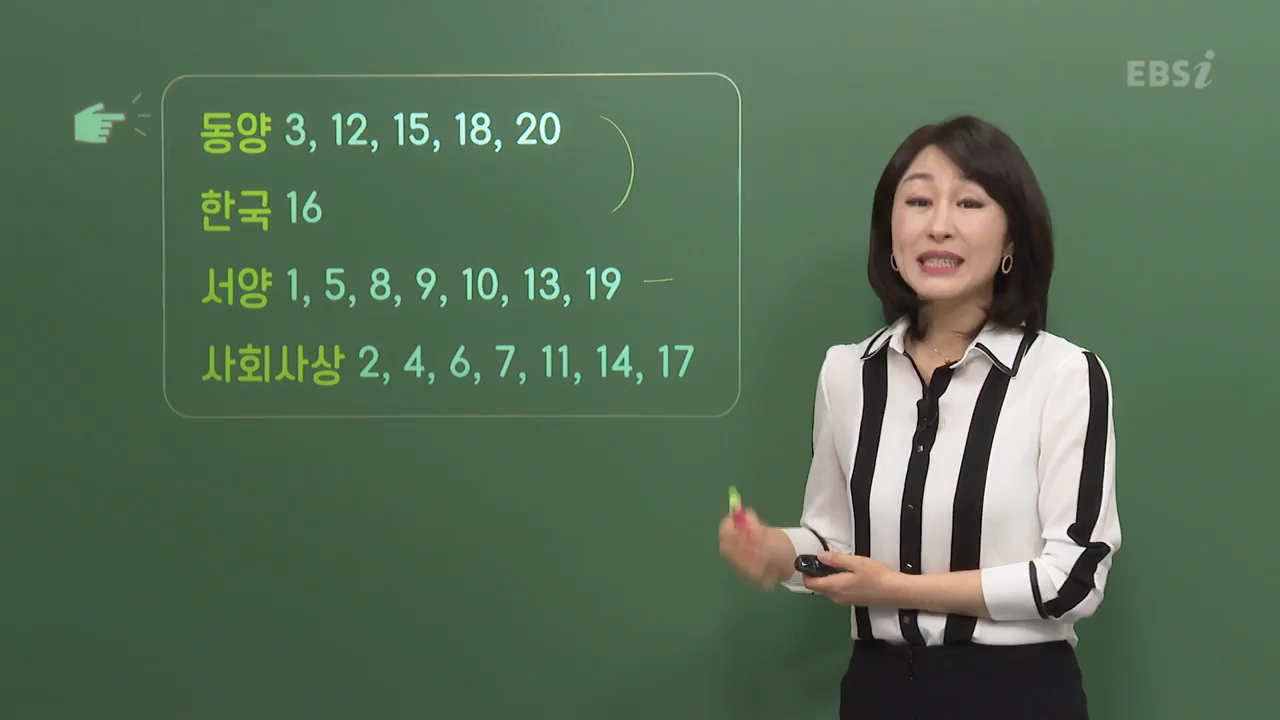 EBSi
동양 3, 12, 15, 18, 20
한국 16
서양 1, 5, 8, 9, 10, 13, 19
사회사상 2, 4, 6, 7, 11, 14, 17